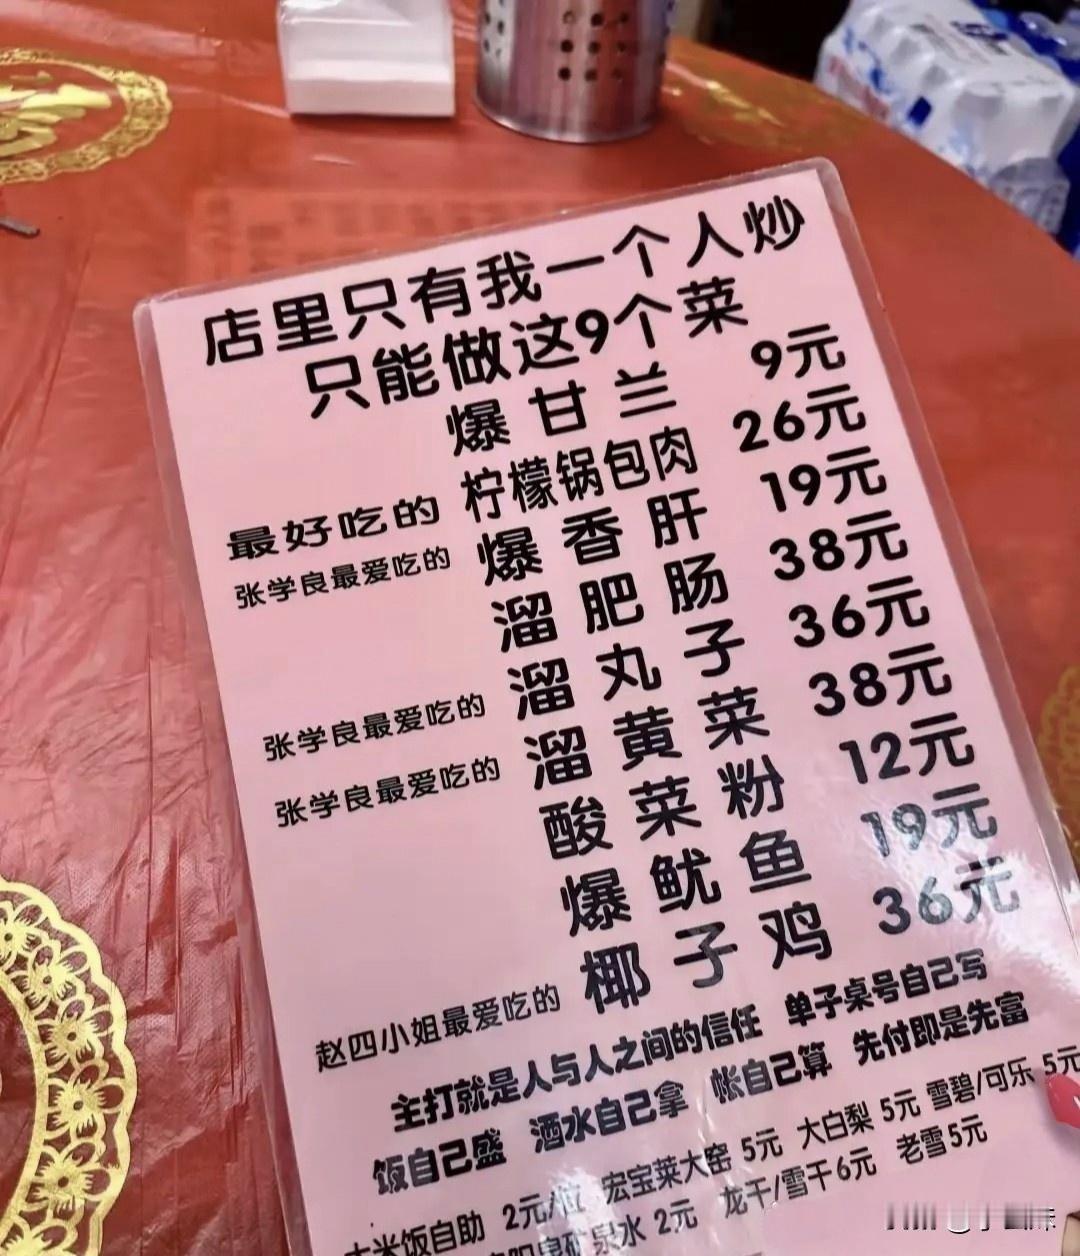 店里只有我一个人炒
只能做这9个菜
爆甘兰 9元
最好吃的 柠檬锅包肉 26元
张学良最爱吃的 爆香肝 19元
溜肥肠 38元
张学良最爱吃的 溜丸子 36元
张学良最爱吃的 溜黄菜 38元
酸菜粉 12元
爆鱿鱼 19元
赵四小姐最爱吃的 椰子鸡 36元
主打就是人与人之间的信任 单子桌号自己写
饭自己盛 酒水自己拿 帐自己算 先付即是先富
大米饭自助 2元/位 宏宝菜大窑 5元 大白梨 5元 雪碧/可乐 5元
泉矿泉水 2元 龙干/雪干6元 老雪5元